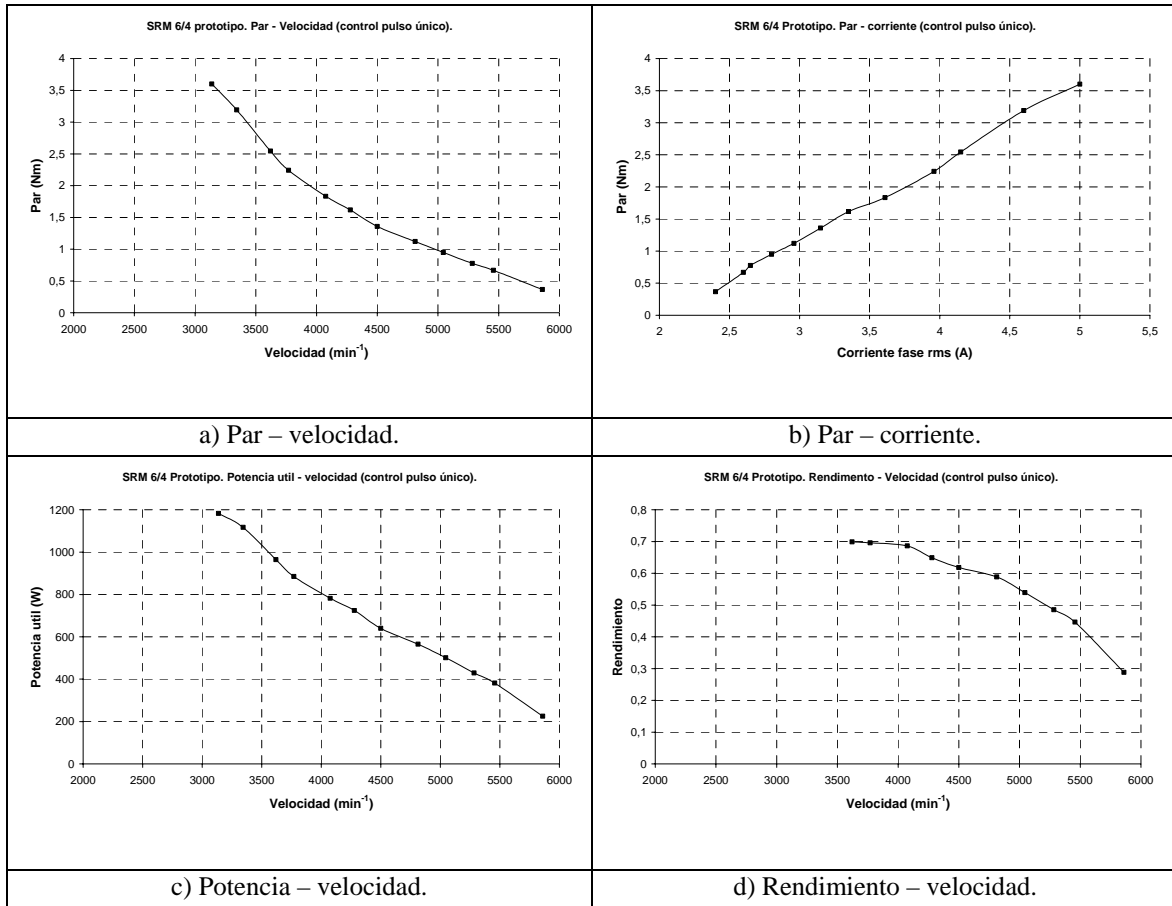 SRM 6/4 prototipo. Par - Velocidad (control pulso único).
4
3,5
3
2,5
2
1,5
1
0,5
0
Par (Nm)
2000 2500 3000 3500 4000 4500 5000 5500 6000
Velocidad (min-1)
a) Par – velocidad.
SRM 6/4 Prototipo. Par - corriente (control pulso único).
4
3,5
3
2,5
2
1,5
1
0,5
0
Par (Nm)
2 2,5 3 3,5 4 4,5 5 5,5
Corriente fase rms (A)
b) Par – corriente.
SRM 6/4 Prototipo. Potencia util - velocidad (control pulso único).
1200
1000
800
600
400
200
0
Potencia util (W)
2000 2500 3000 3500 4000 4500 5000 5500 6000
Velocidad (min-1)
c) Potencia – velocidad.
SRM 6/4 Prototipo. Rendimento - Velocidad (control pulso único).
0,8
0,7
0,6
0,5
0,4
0,3
0,2
0,1
0
Rendimiento
2000 2500 3000 3500 4000 4500 5000 5500 6000
Velocidad (min-1)
d) Rendimiento – velocidad.